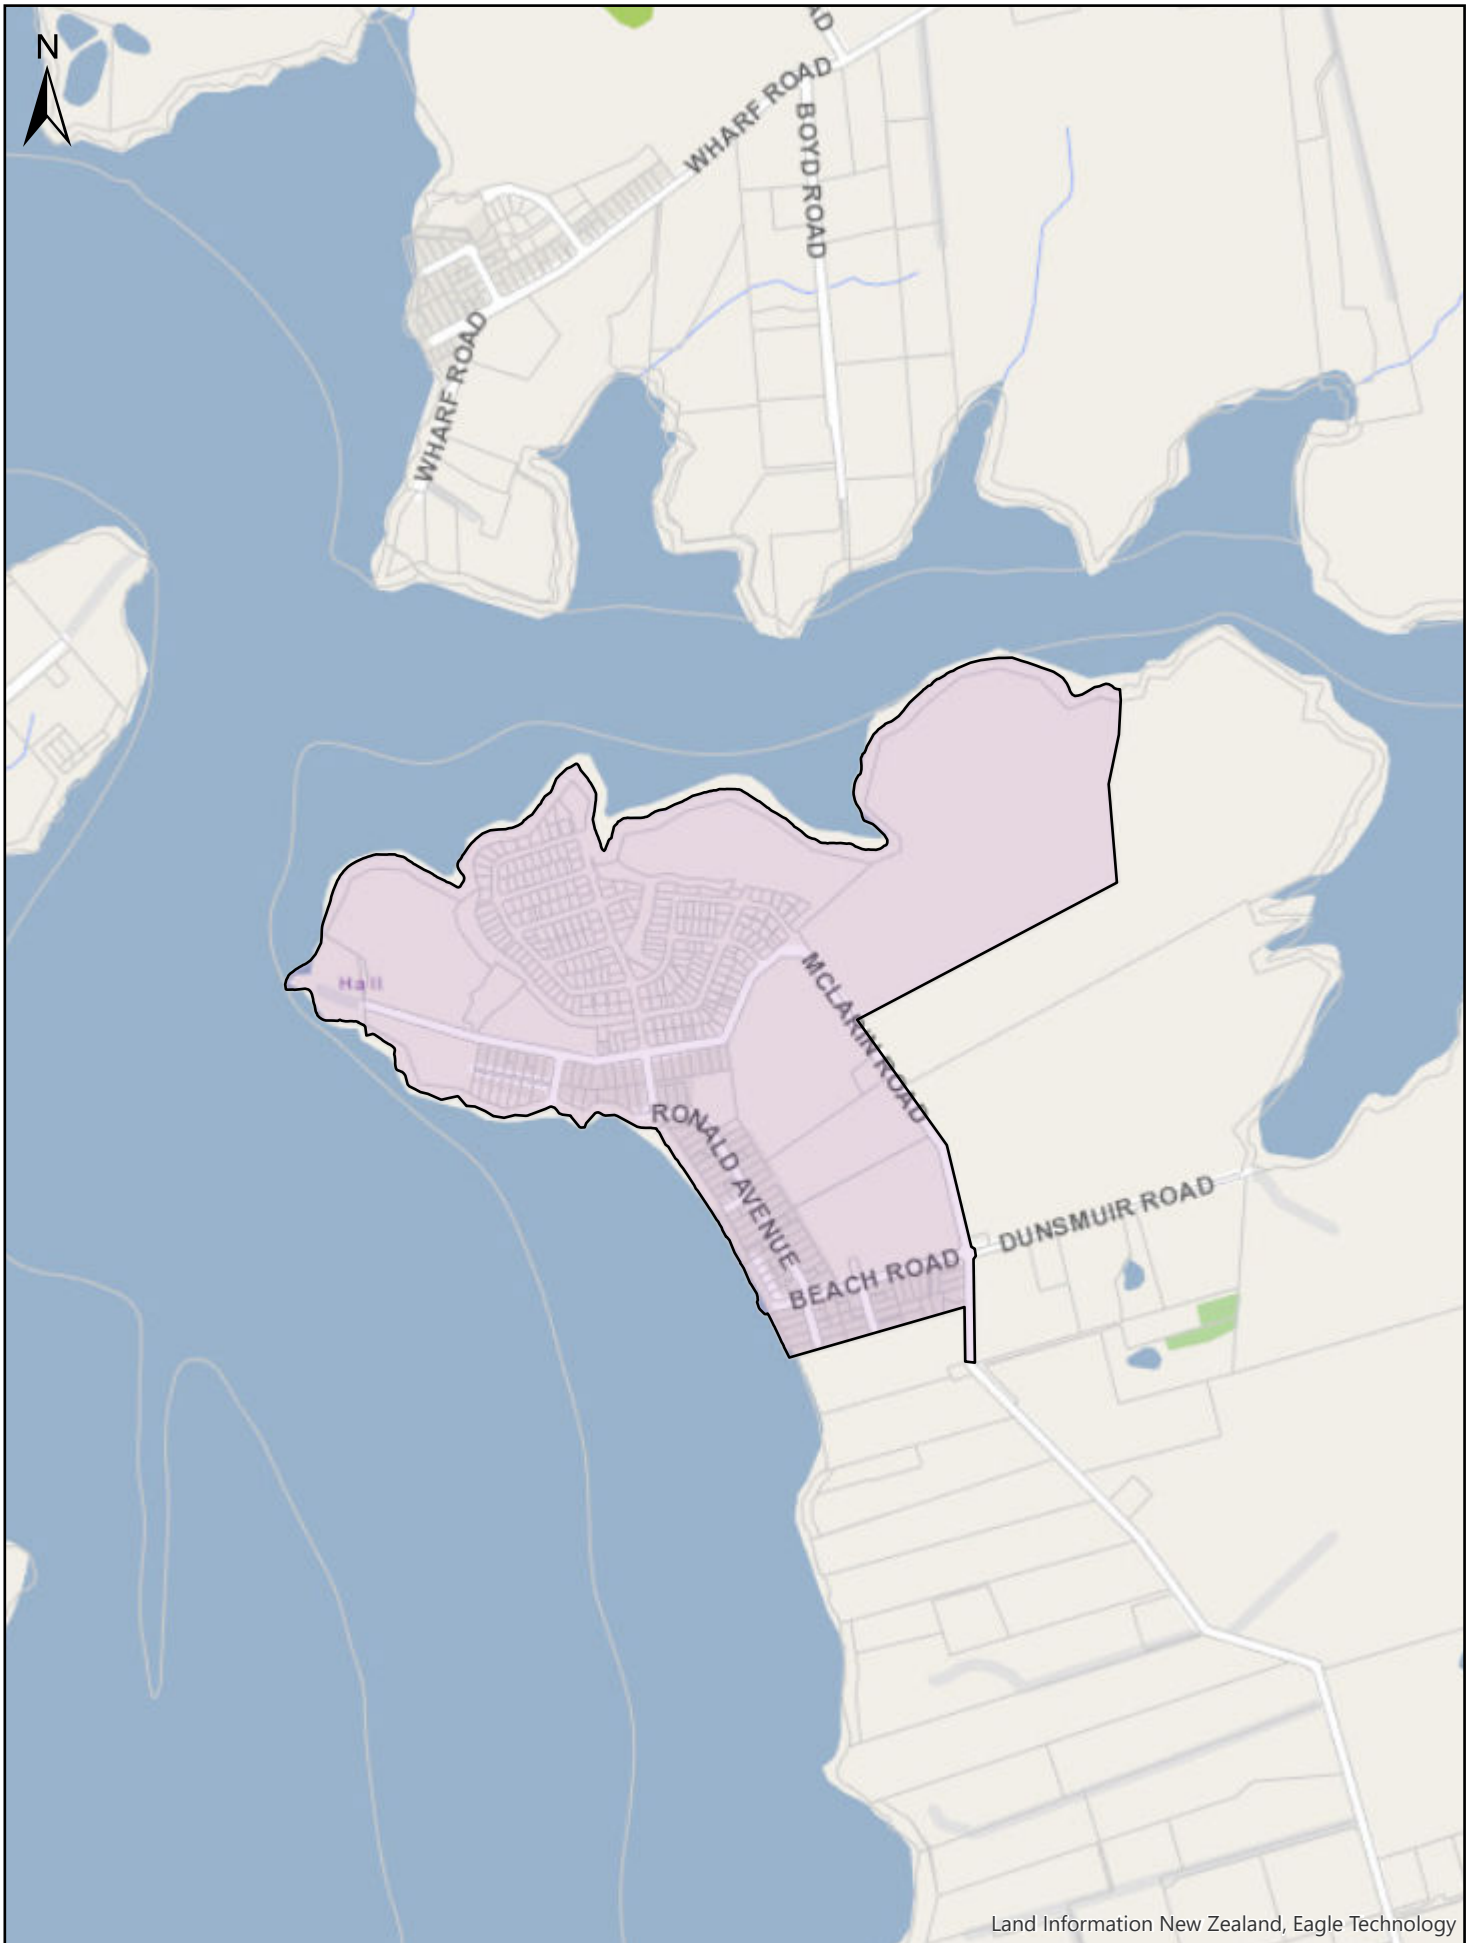 N
AD
WHARF ROAD
BOYD ROAD
WHARF ROAD
Hall
MCLARIN ROAD
RONALD AVENUE
DUNSMUIR ROAD
BEACH ROAD
Land Information New Zealand, Eagle Technology